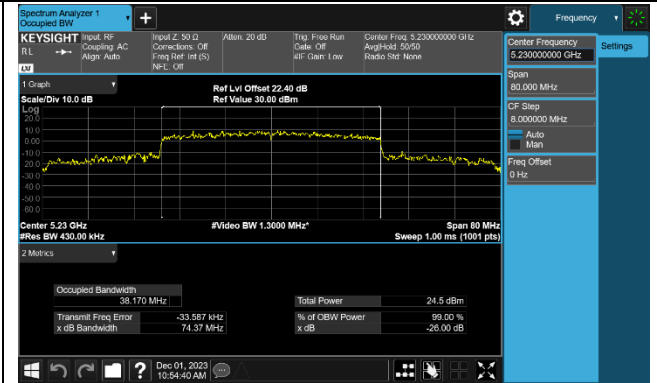 Spectrum Analyzer 1
Occupied BW
+
Frequency
KEYSIGHT
RL
LXI
Input: RF
Coupling: AC
Align: Auto
Input Z: 50 Ω
Corrections: Off
Freq Ref: Int (S)
NFE: Off
Atten: 20 dB
Trig: Free Run
Gate: Off
#IF Gain: Low
Center Freq: 5.230000000 GHz
Avg|Hold: 50/50
Radio Std: None
Center Frequency
5.230000000 GHz
Settings
Span
80.000 MHz
CF Step
8.000000 MHz
Auto
Man
Freq Offset
0 Hz
1 Graph
Scale/Div 10.0 dB
Ref Lvl Offset 22.40 dB
Ref Value 30.00 dBm
Log
20.0
10.0
0.00
-10.0
-20.0
-30.0
-40.0
-50.0
-60.0
Center 5.23 GHz
#Res BW 430.00 kHz
#Video BW 1.3000 MHz*
Span 80 MHz
Sweep 1.00 ms (1001 pts)
2 Metrics
Occupied Bandwidth
38.170 MHz
Total Power 24.5 dBm
Transmit Freq Error -33.587 kHz
% of OBW Power 99.00 %
x dB Bandwidth 74.37 MHz
x dB -26.00 dB
?
Dec 01, 2023
10:54:40 AM